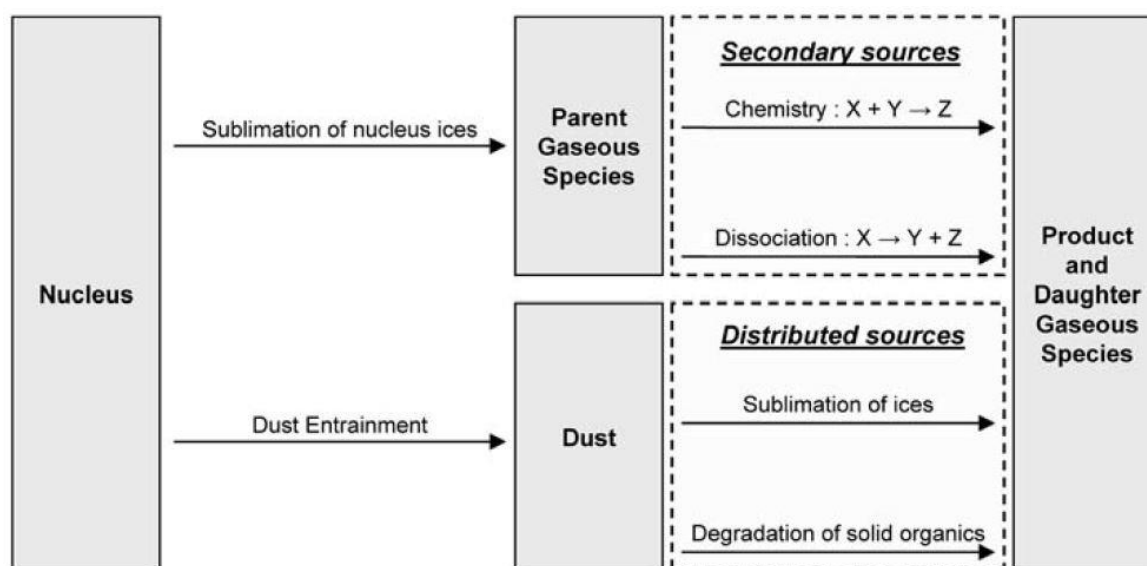 Nucleus
Sublimation of nucleus ices
Dust Entrainment
Parent
Gaseous
Species
Dust
Secondary sources
Chemistry : X + Y → Z
Dissociation : X → Y + Z
Distributed sources
Sublimation of ices
Degradation of solid organics
Product
and
Daughter
Gaseous
Species